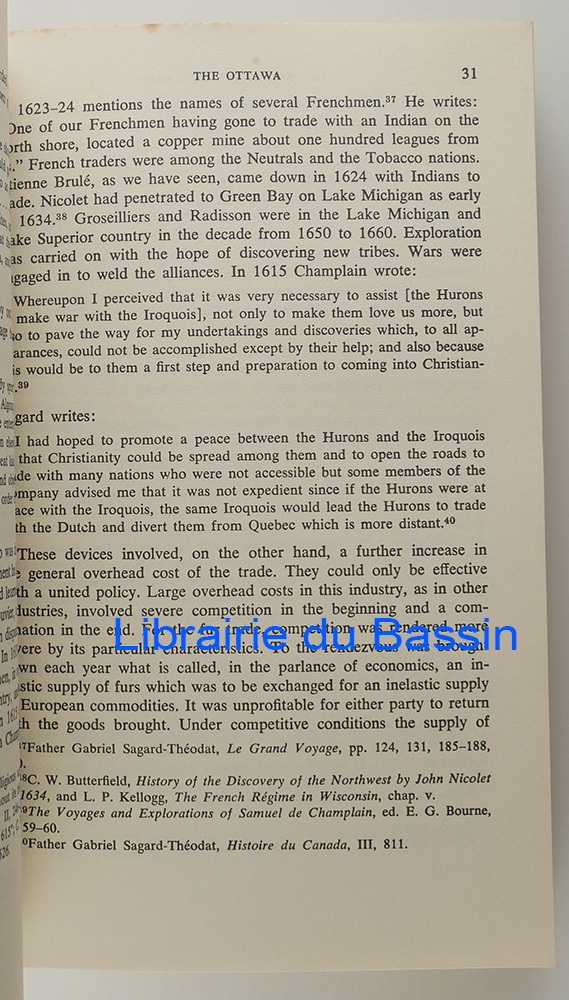 THE OTTAWA 31
1623–24 mentions the names of several Frenchmen.37 He writes:
One of our Frenchmen having gone to trade with an Indian on the
orth shore, located a copper mine about one hundred leagues from
." French traders were among the Neutrals and the Tobacco nations.
tienne Brulé, as we have seen, came down in 1624 with Indians to
ade. Nicolet had penetrated to Green Bay on Lake Michigan as early
1634.38 Groseilliers and Radisson were in the Lake Michigan and
ake Superior country in the decade from 1650 to 1660. Exploration
as carried on with the hope of discovering new tribes. Wars were
gaged in to weld the alliances. In 1615 Champlain wrote:
Whereupon I perceived that it was very necessary to assist [the Hurons
make war with the Iroquois], not only to make them love us more, but
so to pave the way for my undertakings and discoveries which, to all ap-
arances, could not be accomplished except by their help; and also because
is would be to them a first step and preparation to coming into Christian-
.39
gard writes:
I had hoped to promote a peace between the Hurons and the Iroquois
that Christianity could be spread among them and to open the roads to
de with many nations who were not accessible but some members of the
mpany advised me that it was not expedient since if the Hurons were at
ace with the Iroquois, the same Iroquois would lead the Hurons to trade
th the Dutch and divert them from Quebec which is more distant.40
These devices involved, on the other hand, a further increase in
general overhead cost of the trade. They could only be effective
th a united policy. Large overhead costs in this industry, as in other
dustries, involved severe competition in the beginning and a com-
nation in the end. For the fur trade, competition was rendered more
Librairie du Bassin
vere by its particular characteristics. To the rendezvous was brought
wn each year what is called, in the parlance of economics, an in-
stic supply of furs which was to be exchanged for an inelastic supply
European commodities. It was unprofitable for either party to return
th the goods brought. Under competitive conditions the supply of
37Father Gabriel Sagard-Théodat, Le Grand Voyage, pp. 124, 131, 185–188,
38C. W. Butterfield, History of the Discovery of the Northwest by John Nicolet
1634, and L. P. Kellogg, The French Régime in Wisconsin, chap. v.
39The Voyages and Explorations of Samuel de Champlain, ed. E. G. Bourne,
59–60.
40Father Gabriel Sagard-Théodat, Histoire du Canada, III, 811.